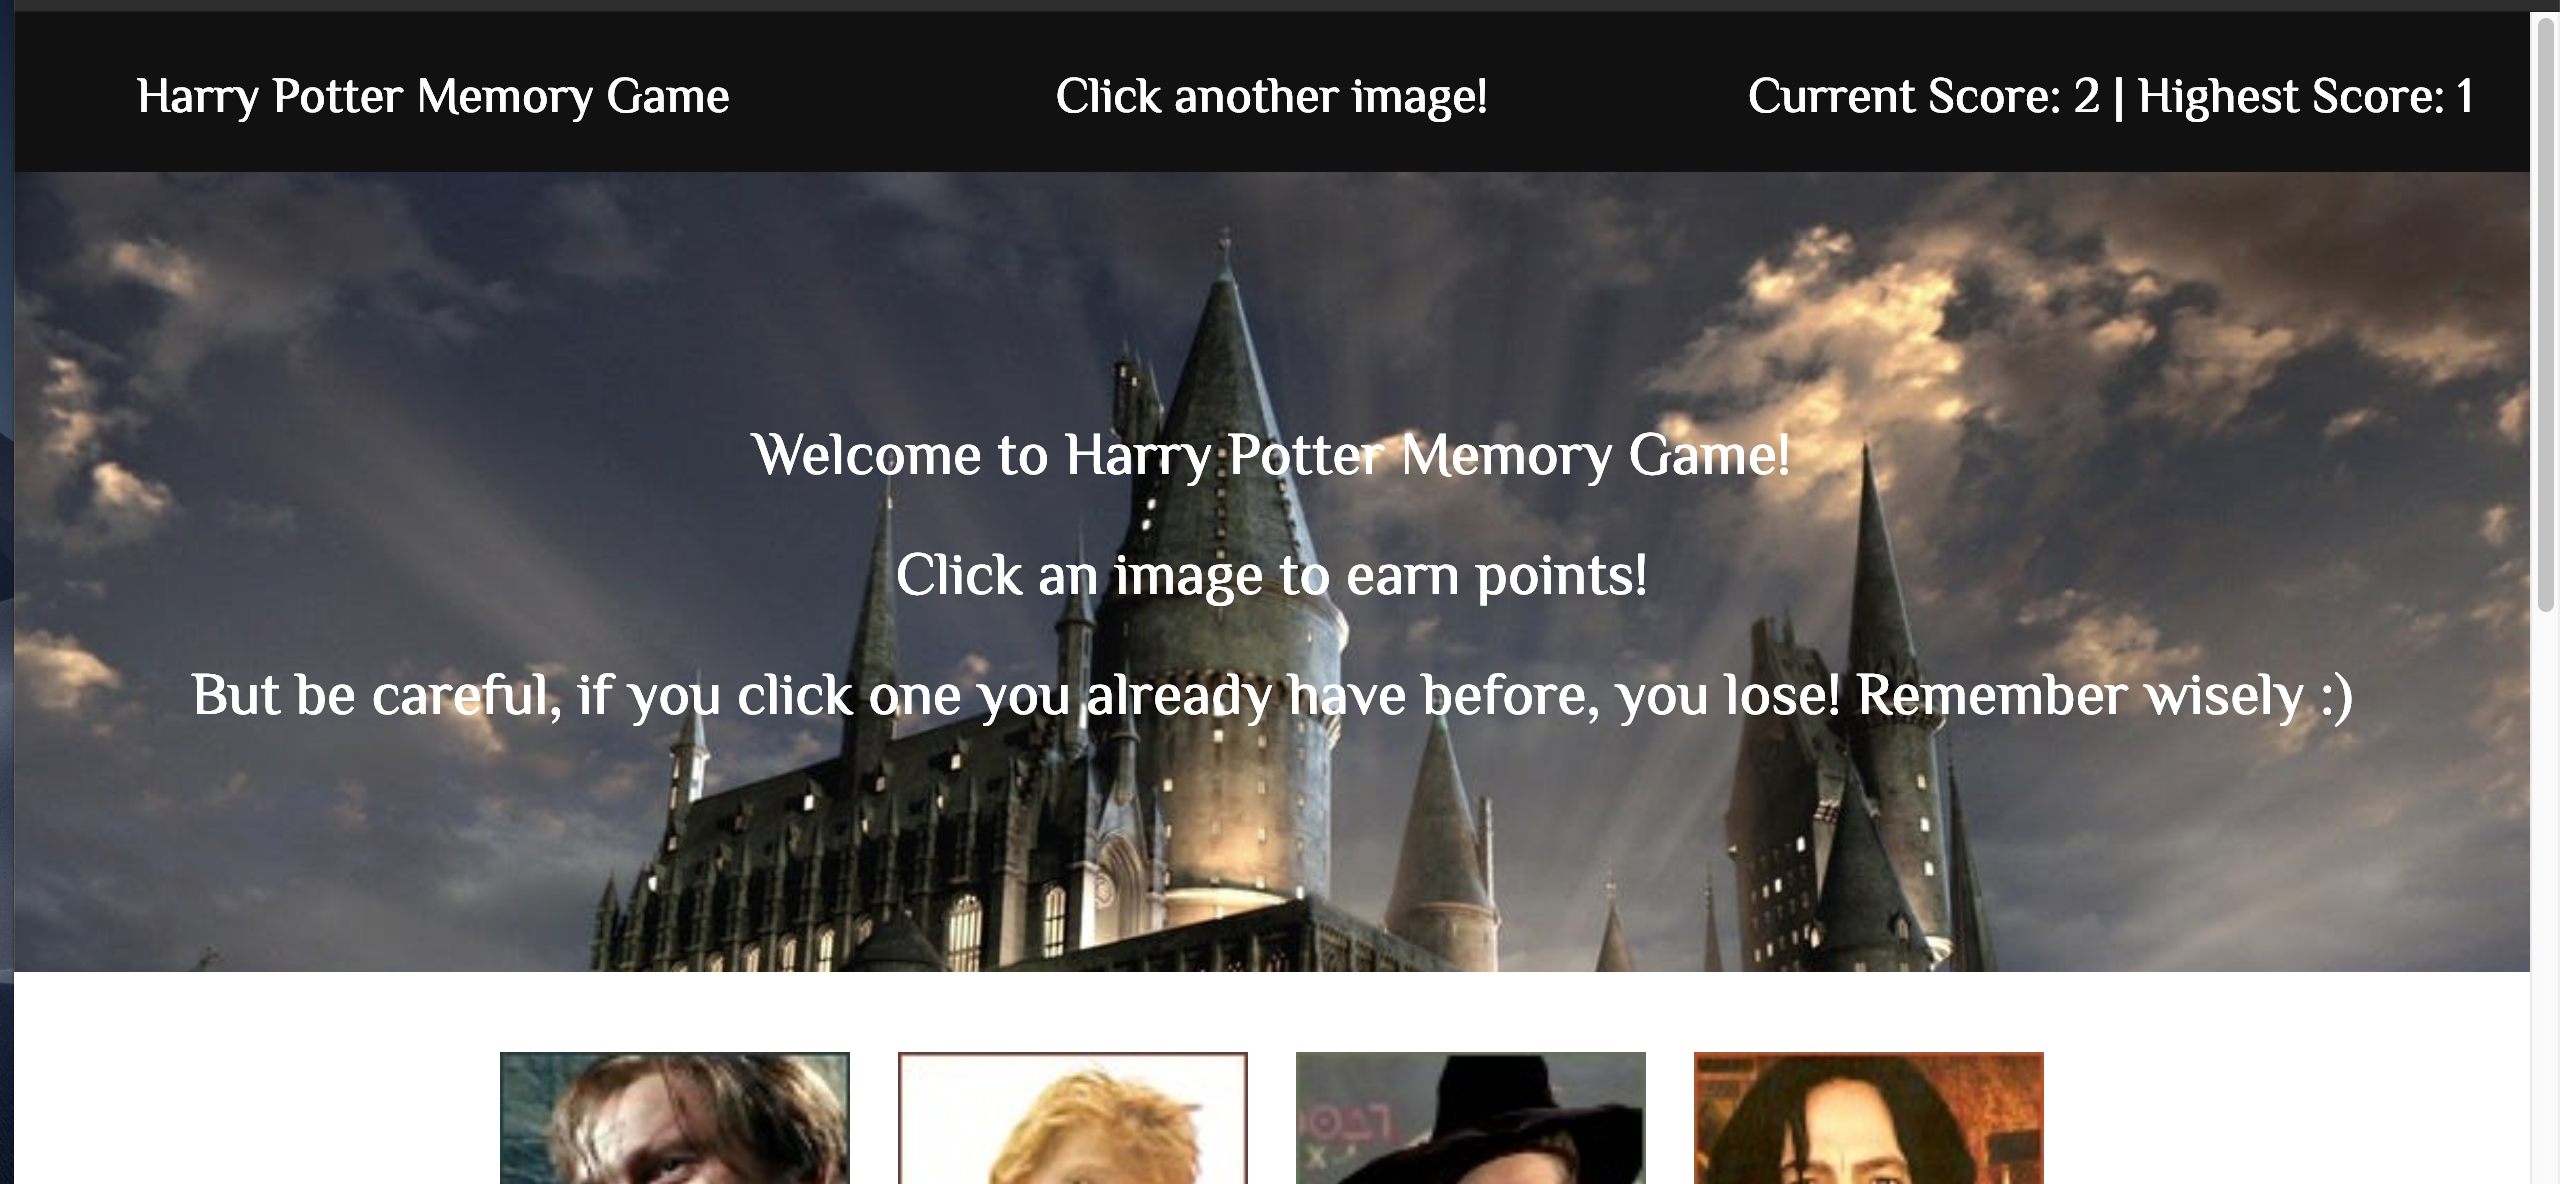 Harry Potter Memory Game
Click another image!
Current Score: 2 | Highest Score: 1
Welcome to Harry Potter Memory Game!
Click an image to earn points!
But be careful, if you click one you already have before, you lose! Remember wisely :)